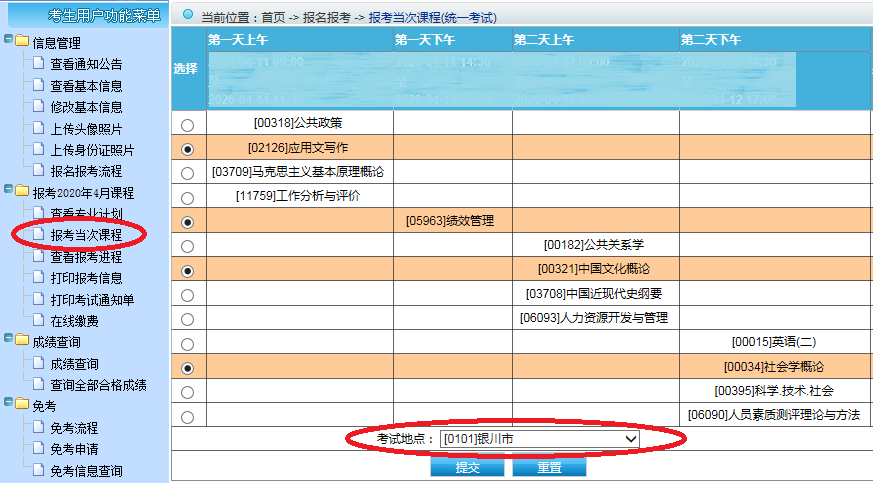 考生用户功能菜单
信息管理
查看通知公告
查看基本信息
修改基本信息
上传头像照片
上传身份证照片
报名报考流程
报考2020年4月课程
查看专业计划
报考当次课程
查看报考进程
打印报考信息
打印考试通知单
在线缴费
成绩查询
成绩查询
查询全部合格成绩
免考
免考流程
免考申请
免考信息查询
当前位置：首页 -> 报名报考 -> 报考当次课程(统一考试)
选择 第一天上午 第一天下午 第二天上午 第二天下午
[00318]公共政策
[02126]应用文写作
[03709]马克思主义基本原理概论
[11759]工作分析与评价
[05963]绩效管理
[00182]公共关系学
[00321]中国文化概论
[03708]中国近现代史纲要
[06093]人力资源开发与管理
[00015]英语(二)
[00034]社会学概论
[00395]科学.技术.社会
[06090]人员素质测评理论与方法
考试地点： [0101]银川市
提交 重置